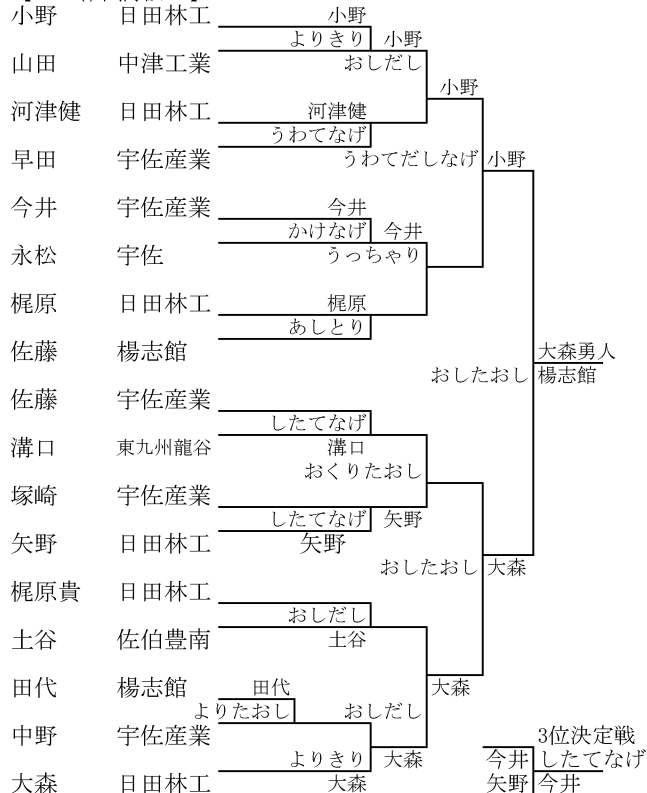 小野 日田林工 小野
よりきり 小野
山田 中津工業 おしだし
小野
河津健 日田林工 河津健
うわてなげ
早田 宇佐産業 うわてだしなげ 小野
今井 宇佐産業 今井
かけなげ 今井
永松 宇佐 うっちゃり
梶原 日田林工 梶原
あしとり
佐藤 楊志館 大森勇人
おしたおし 楊志館
佐藤 宇佐産業
したてなげ
溝口 東九州龍谷 溝口
おくりたおし
塚崎 宇佐産業
したてなげ 矢野
矢野 日田林工 矢野
おしたおし 大森
梶原貴 日田林工
おしだし
土谷 佐伯豊南 土谷
田代 楊志館 田代 大森
よりたおし おしだし
中野 宇佐産業 3位決定戦
よりきり 大森 今井 したてなげ
大森 日田林工 大森 矢野 今井